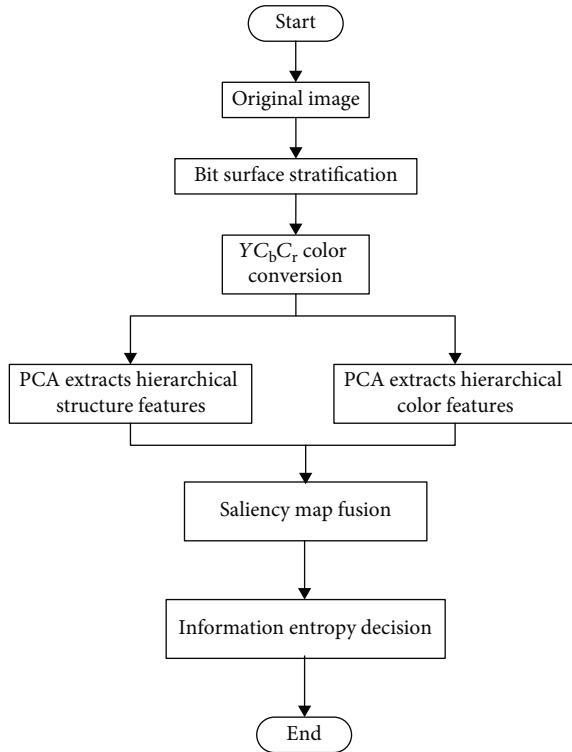 Start
Original image
Bit surface stratification
YCbCr color
conversion
PCA extracts hierarchical
structure features
PCA extracts hierarchical
color features
Saliency map fusion
Information entropy decision
End